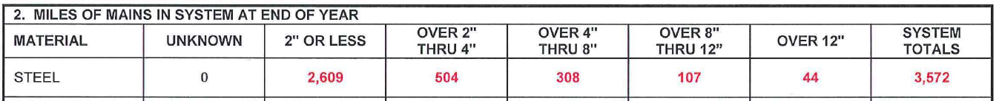 2. MILES OF MAINS IN SYSTEM AT END OF YEAR
MATERIAL UNKNOWN 2" OR LESS OVER 2" THRU 4" OVER 4" THRU 8" OVER 8" THRU 12” OVER 12" SYSTEM TOTALS
STEEL 0 2,609 504 308 107 44 3,572